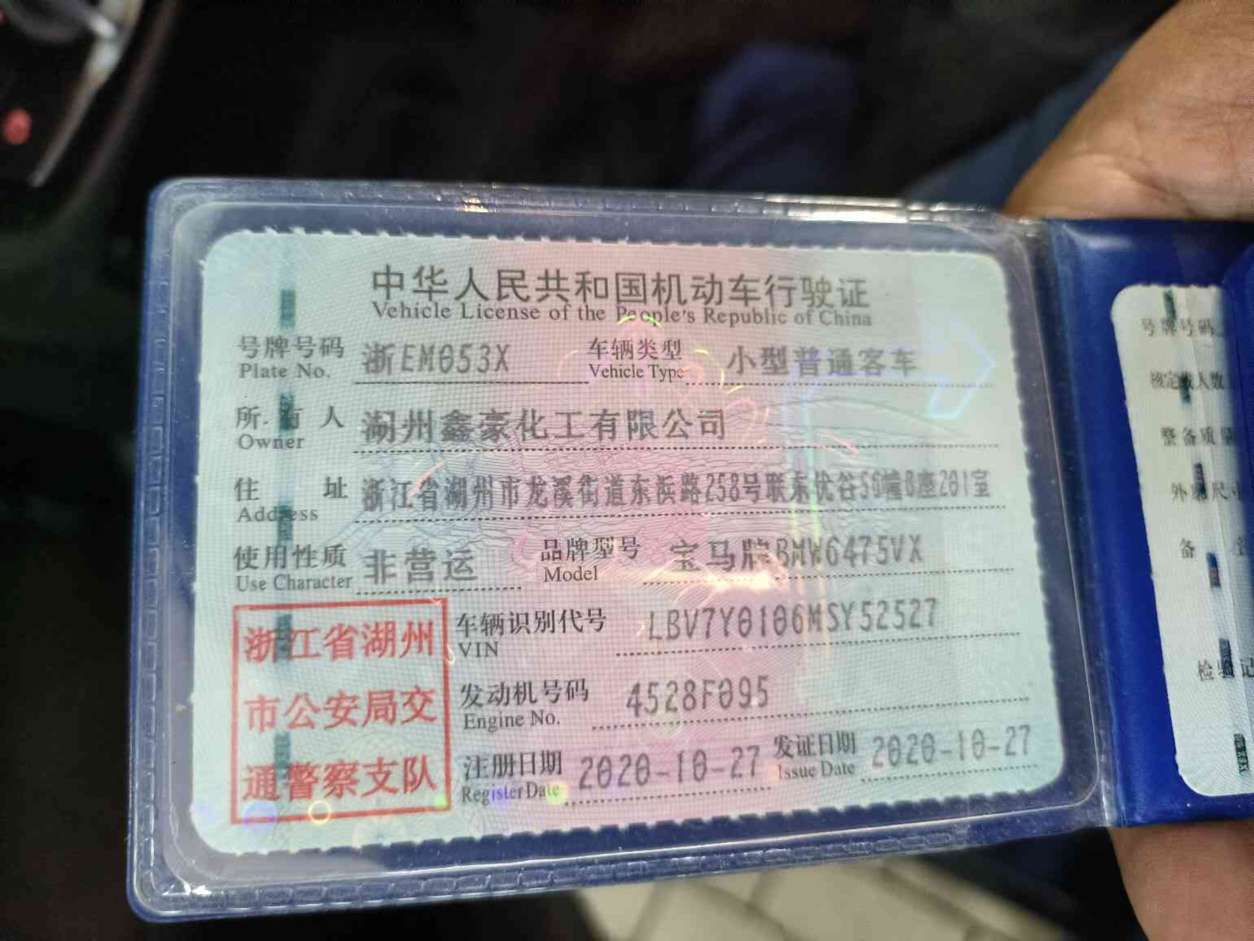 中华人民共和国机动车行驶证
Vehicle License of the People's Republic of China
号牌号码 浙EM053X 车辆类型 小型普通客车
Plate No. Vehicle Type
所有人 湖州鑫豪化工有限公司
Owner
住址 浙江省湖州市龙溪街道东浜路258号联东优谷50幢B座201室
Address
使用性质 非营运 品牌型号 宝马牌BMW6475VX
Use Character Model
车辆识别代号 LBV7Y0106MSY52527
VIN
发动机号码 4528F095
Engine No.
注册日期 2020-10-27 发证日期 2020-10-27
Register Date Issue Date
浙江省湖州
市公安局交
通警察支队
号牌号码
核定载人数
整备质量
备
检验记